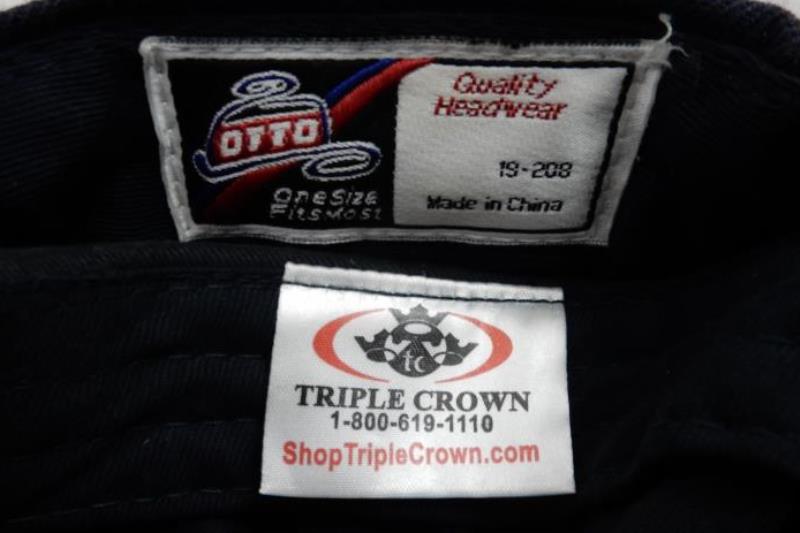 OTTO
One Size
Fits Most
Quality
Headwear
19-208
Made in China
tc
TRIPLE CROWN
1-800-619-1110
ShopTripleCrown.com